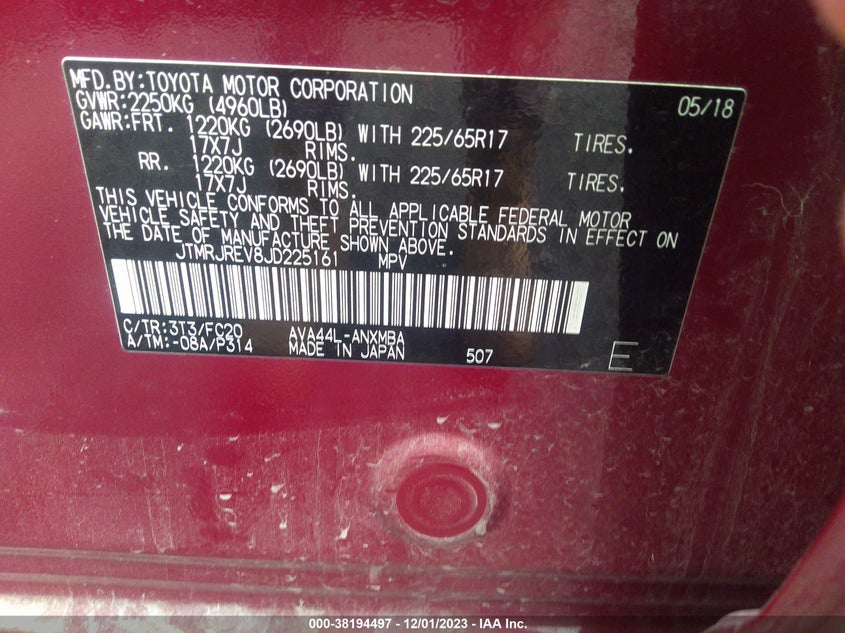 MFD.BY:TOYOTA MOTOR CORPORATION 05/18
GVWR:2250KG (4960LB)
GAWR:FRT. 1220KG (2690LB) WITH 225/65R17 TIRES.
17X7J RIMS.
RR. 1220KG (2690LB) WITH 225/65R17 TIRES.
17X7J RIMS.
THIS VEHICLE CONFORMS TO ALL APPLICABLE FEDERAL MOTOR
VEHICLE SAFETY AND THEFT PREVENTION STANDARDS IN EFFECT ON
THE DATE OF MANUFACTURE SHOWN ABOVE.
JTMRJREV8JD225161 MPV
C/TR:3T3/FC20 AVA44L-ANXMBA
A/TM:-08A/P314 MADE IN JAPAN 507 E
000-38194497 - 12/01/2023 - IAA Inc.